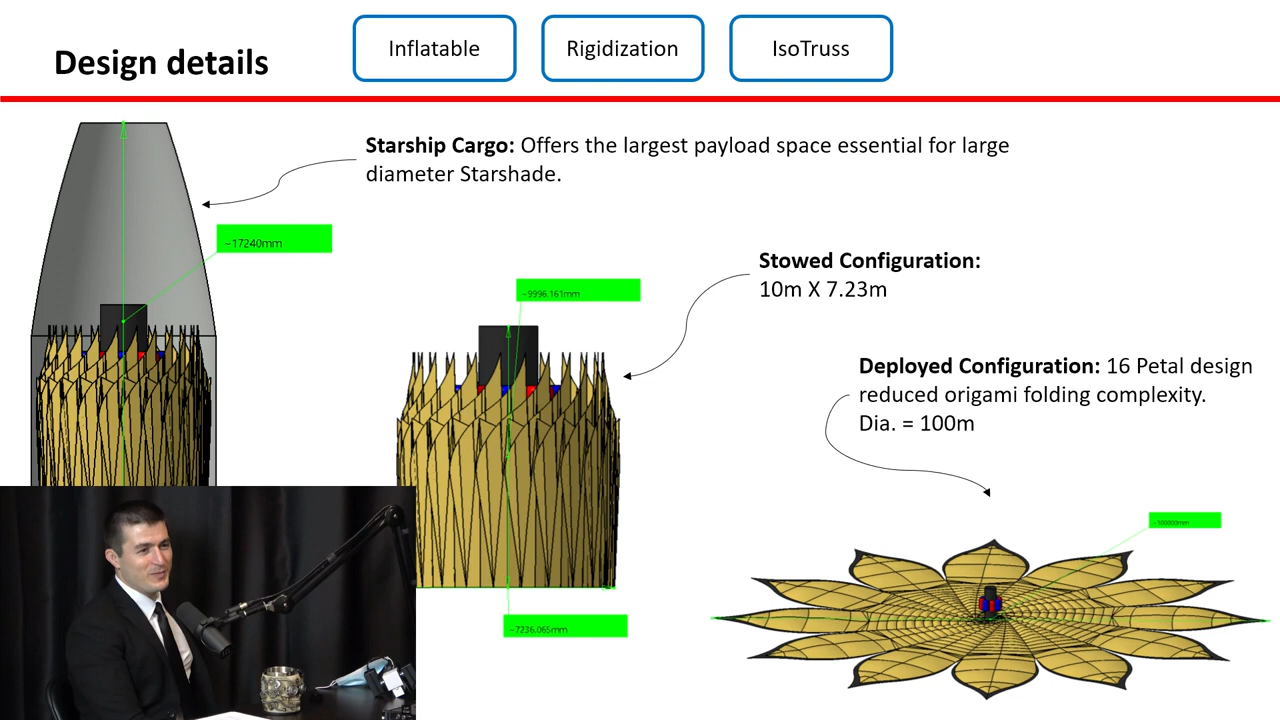 Design details
Inflatable
Rigidization
IsoTruss
Starship Cargo: Offers the largest payload space essential for large
diameter Starshade.
~17240mm
Stowed Configuration:
10m X 7.23m
~9996.161mm
Deployed Configuration: 16 Petal design
reduced origami folding complexity.
Dia. = 100m
~100000mm
~7236.065mm